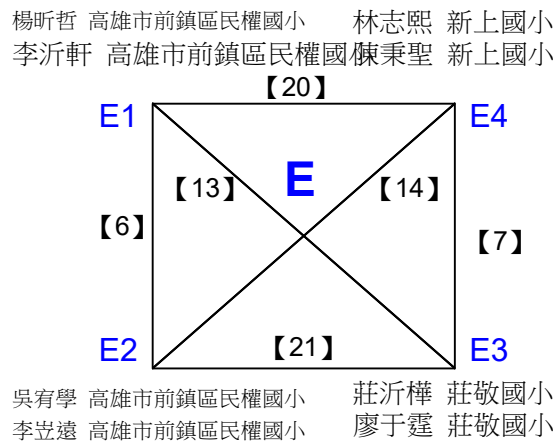 楊昕哲 高雄市前鎮區民權國小 林志熙 新上國小
李沂軒 高雄市前鎮區民權國小 陳秉聖 新上國小
【20】
E1 E4
【13】 E 【14】
【6】 【7】
E2 【21】 E3
吳宥學 高雄市前鎮區民權國小 莊沂樺 莊敬國小
李岦遠 高雄市前鎮區民權國小 廖于霆 莊敬國小